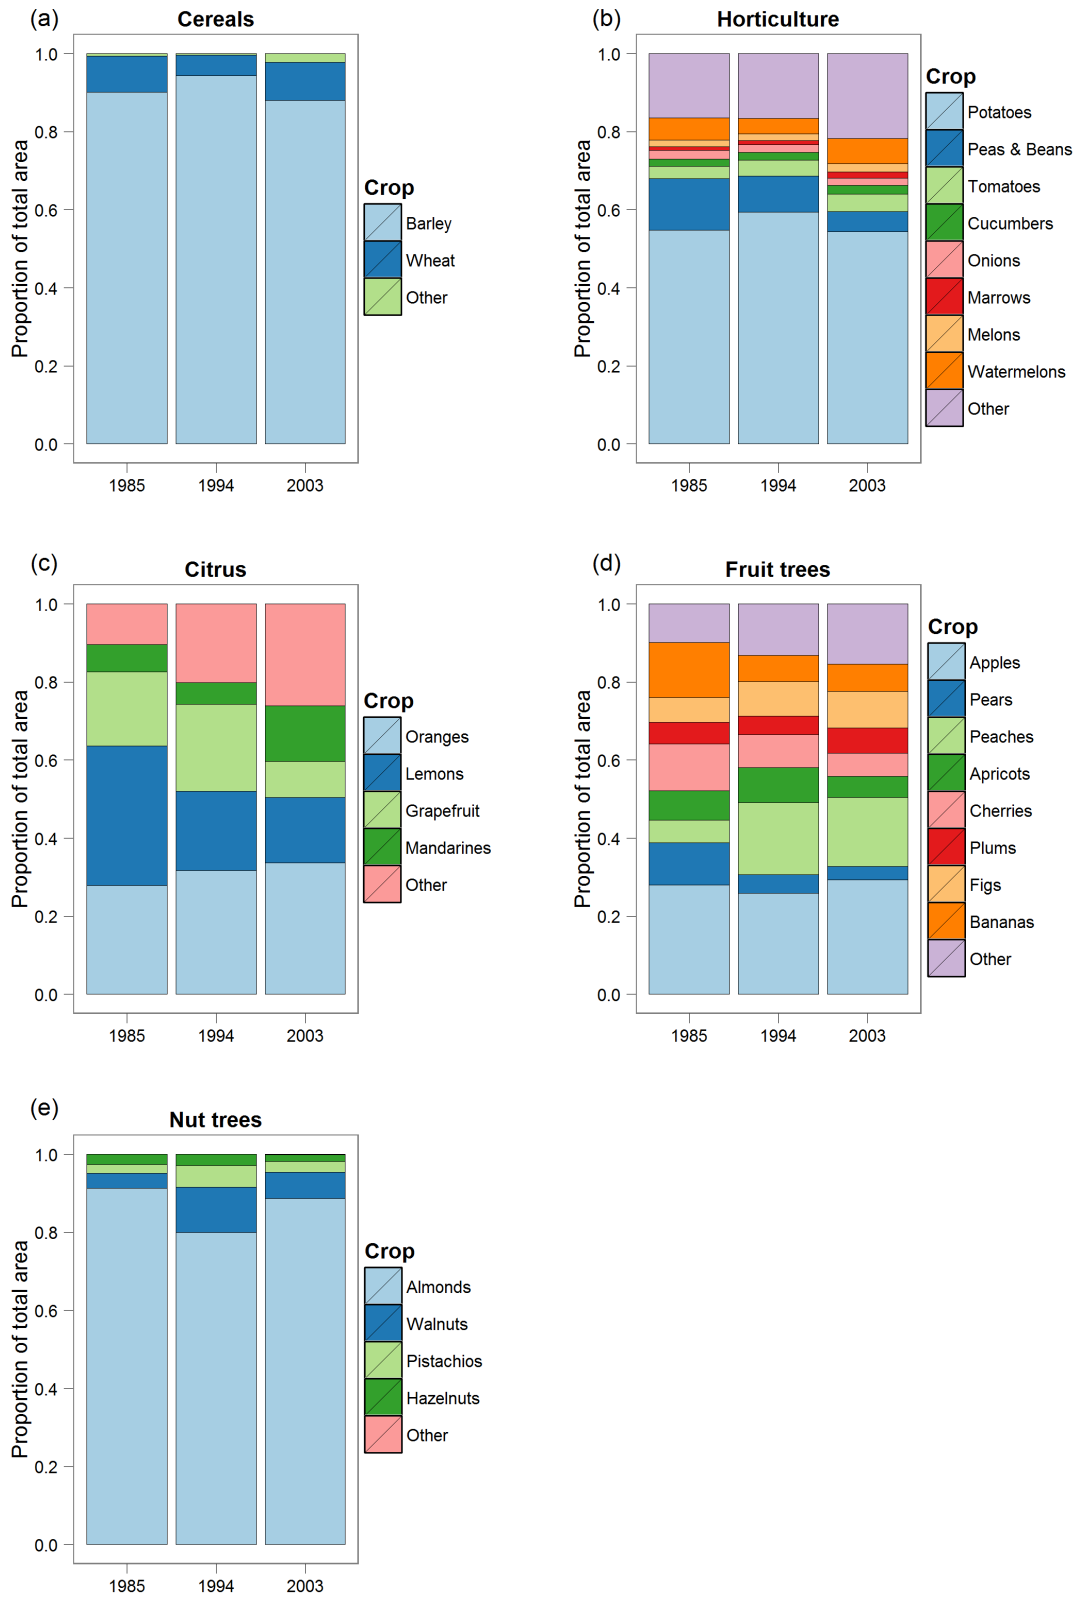 (a)
Cereals
Proportion of total area
1.0
0.8
0.6
0.4
0.2
0.0
1985
1994
2003
Crop
Barley
Wheat
Other
(b)
Horticulture
Proportion of total area
1.0
0.8
0.6
0.4
0.2
0.0
1985
1994
2003
Crop
Potatoes
Peas & Beans
Tomatoes
Cucumbers
Onions
Marrows
Melons
Watermelons
Other
(c)
Citrus
Proportion of total area
1.0
0.8
0.6
0.4
0.2
0.0
1985
1994
2003
Crop
Oranges
Lemons
Grapefruit
Mandarines
Other
(d)
Fruit trees
Proportion of total area
1.0
0.8
0.6
0.4
0.2
0.0
1985
1994
2003
Crop
Apples
Pears
Peaches
Apricots
Cherries
Plums
Figs
Bananas
Other
(e)
Nut trees
Proportion of total area
1.0
0.8
0.6
0.4
0.2
0.0
1985
1994
2003
Crop
Almonds
Walnuts
Pistachios
Hazelnuts
Other